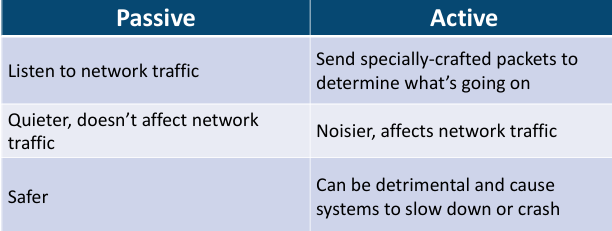 Passive
Active
Listen to network traffic
Send specially-crafted packets to
determine what's going on
Quieter, doesn't affect network
traffic
Noisier, affects network traffic
Safer
Can be detrimental and cause
systems to slow down or crash